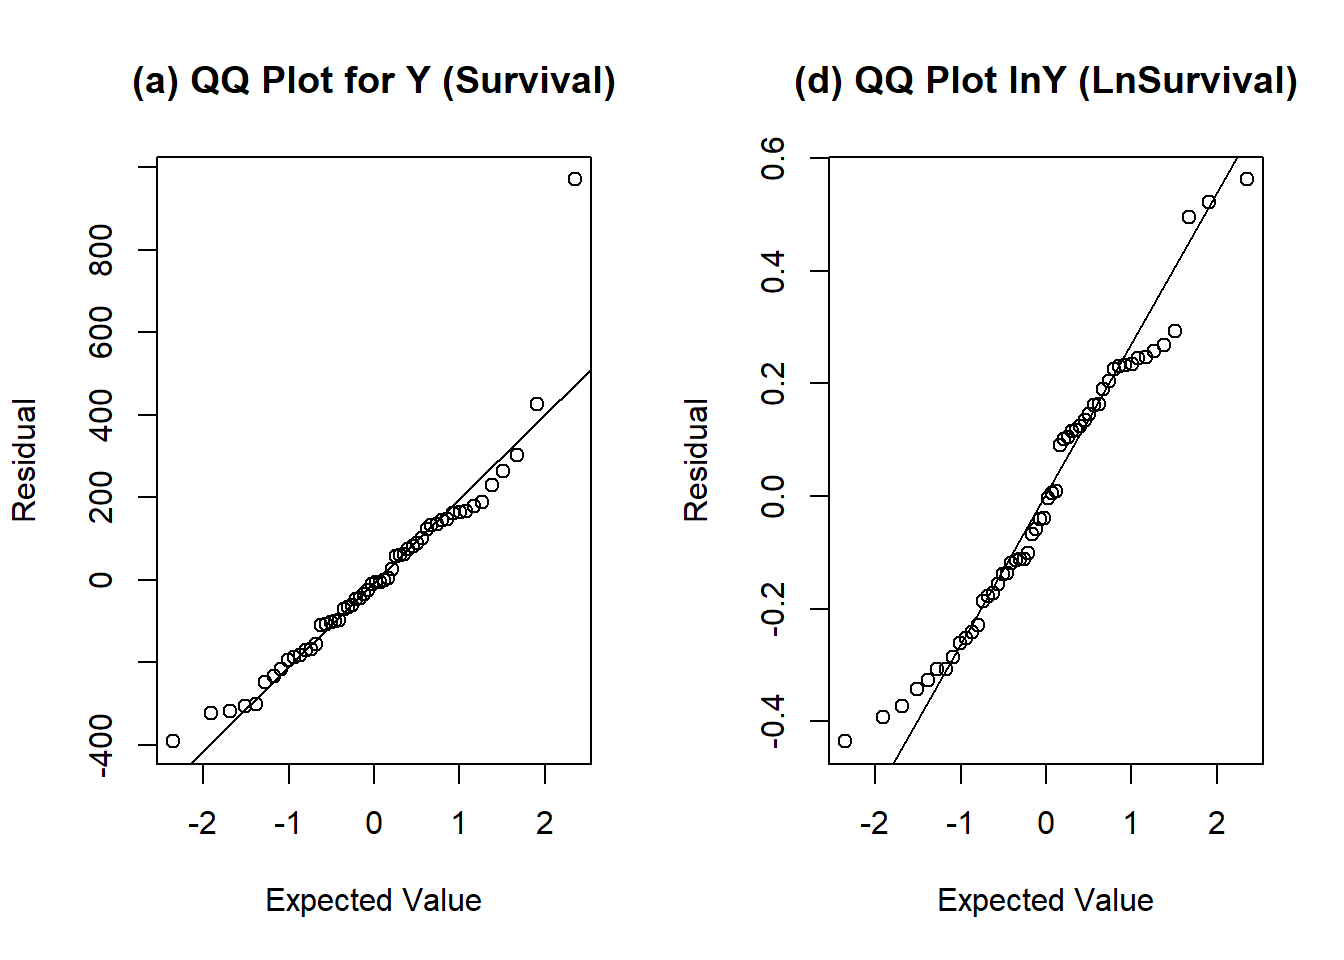 (a) QQ Plot for Y (Survival)
Residual
-400
0
200
400
600
800
-2 -1 0 1 2
Expected Value
(d) QQ Plot lnY (LnSurvival)
Residual
-0.4
-0.2
0.0
0.2
0.4
0.6
-2 -1 0 1 2
Expected Value